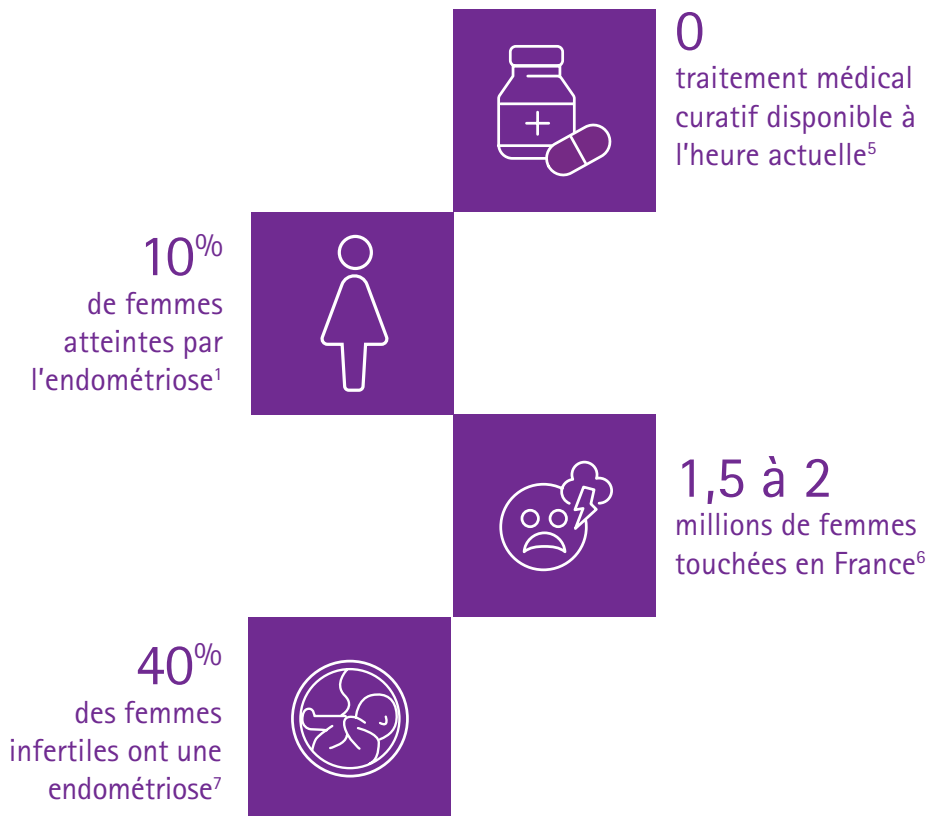 0
traitement médical
curatif disponible à
l'heure actuelle⁵
10%
de femmes
atteintes par
l'endométriose¹
1,5 à 2
millions de femmes
touchées en France⁶
40%
des femmes
infertiles ont une
endométriose⁷